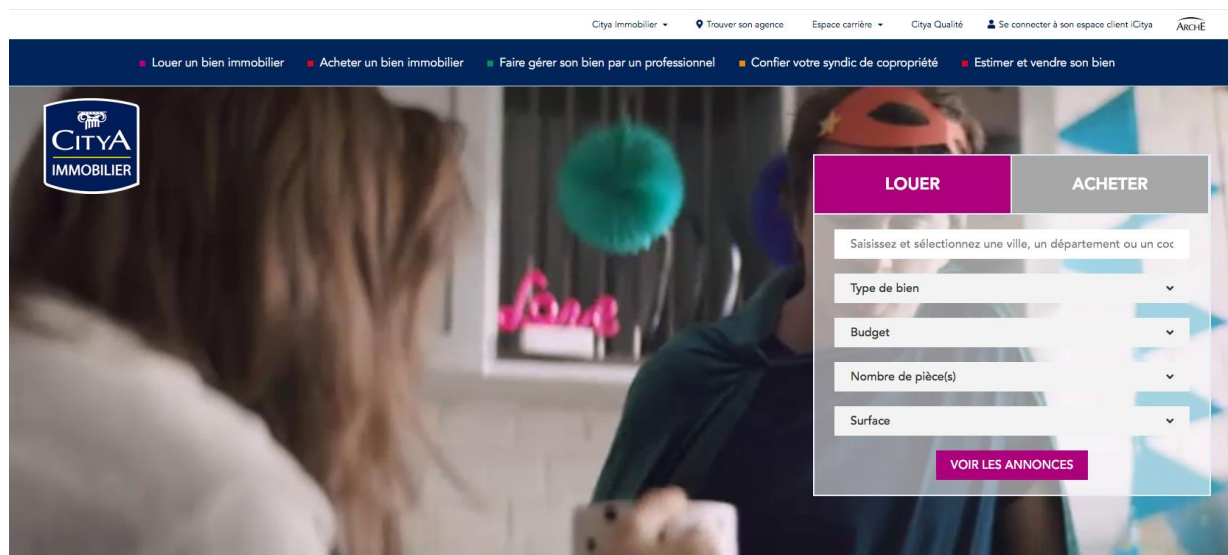 Citya Immobilier
Trouver son agence
Espace carrière
Citya Qualité
Se connecter à son espace client iCitya
ARCHE
Louer un bien immobilier
Acheter un bien immobilier
Faire gérer son bien par un professionnel
Confier votre syndic de copropriété
Estimer et vendre son bien
CITYA
IMMOBILIER
love
LOUER
ACHETER
Saisissez et sélectionnez une ville, un département ou un coc
Type de bien
Budget
Nombre de pièce(s)
Surface
VOIR LES ANNONCES